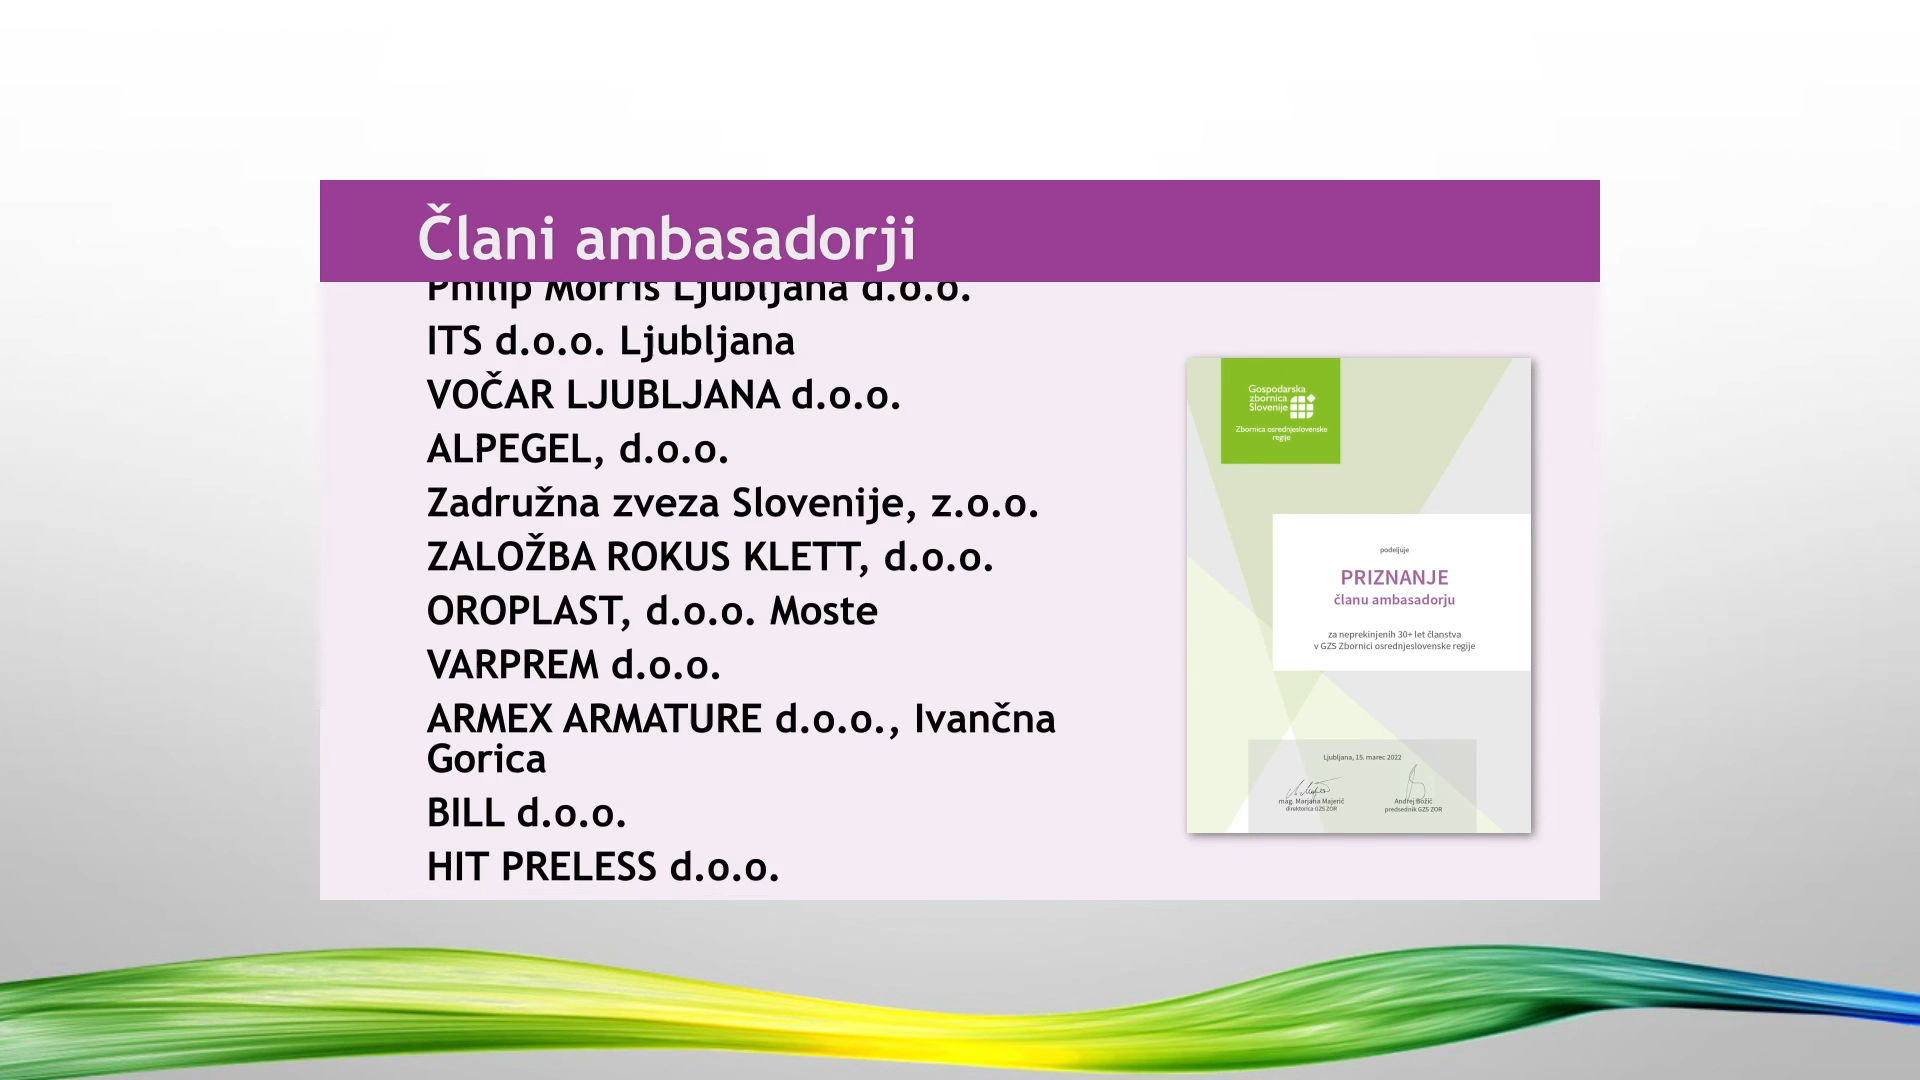 Člani ambasadorji
Philip Morris Ljubljana d.o.o.
ITS d.o.o. Ljubljana
VOČAR LJUBLJANA d.o.o.
ALPEGEL, d.o.o.
Zadružna zveza Slovenije, z.o.o.
ZALOŽBA ROKUS KLETT, d.o.o.
OROPLAST, d.o.o. Moste
VARPREM d.o.o.
ARMEX ARMATURE d.o.o., Ivančna
Gorica
BILL d.o.o.
HIT PRELESS d.o.o.
Gospodarska
zbornica
Slovenije
Zbornica osrednjeslovenske
regije
podeljuje
PRIZNANJE
članu ambasadorju
za neprekinjenih 30+ let članstva
v GZS Zbornici osrednjeslovenske regije
Ljubljana, 15. marec 2022
mag. Marjana Majerič
direktorica GZS ZOR
Andrej Božič
predsednik GZS ZOR